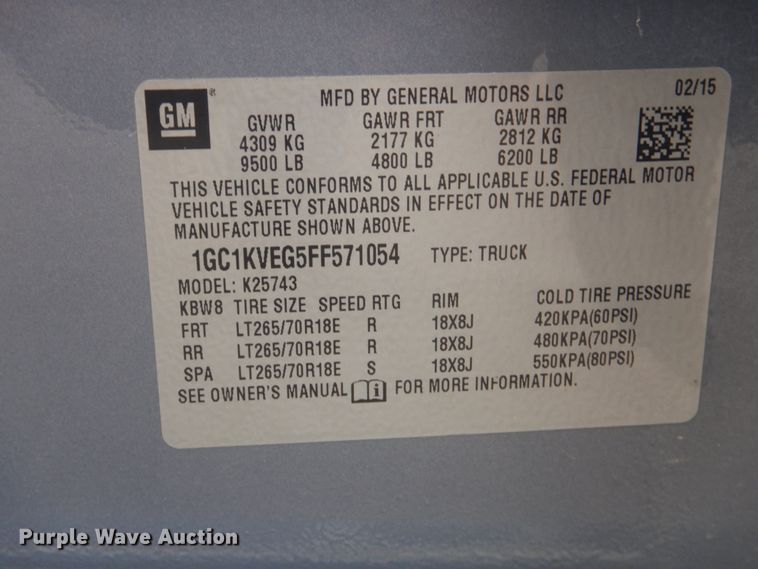 GM
MFD BY GENERAL MOTORS LLC 02/15
GVWR GAWR FRT GAWR RR
4309 KG 2177 KG 2812 KG
9500 LB 4800 LB 6200 LB
THIS VEHICLE CONFORMS TO ALL APPLICABLE U.S. FEDERAL MOTOR
VEHICLE SAFETY STANDARDS IN EFFECT ON THE DATE OF
MANUFACTURE SHOWN ABOVE.
1GC1KVEG5FF571054 TYPE: TRUCK
MODEL: K25743
KBW8 TIRE SIZE SPEED RTG RIM COLD TIRE PRESSURE
FRT LT265/70R18E R 18X8J 420KPA(60PSI)
RR LT265/70R18E R 18X8J 480KPA(70PSI)
SPA LT265/70R18E S 18X8J 550KPA(80PSI)
SEE OWNER'S MANUAL i FOR MORE INFORMATION.
Purple Wave Auction